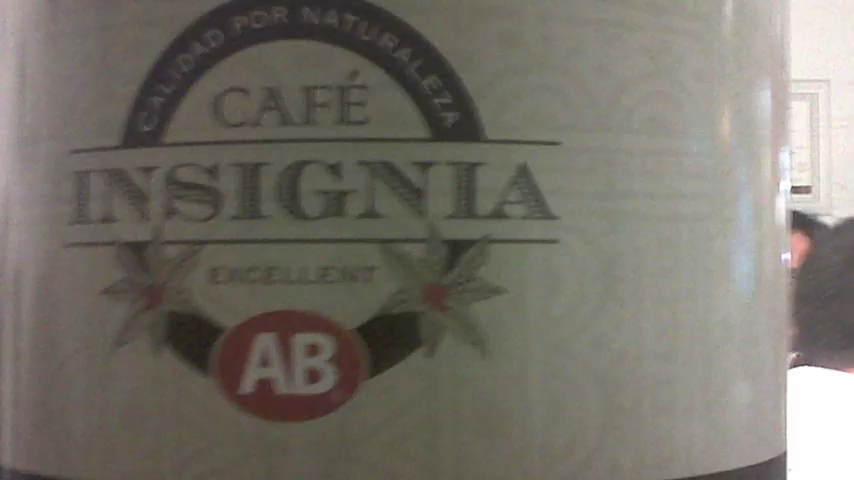 CALIDAD POR NATURALEZA
CAFÉ
INSIGNIA
EXCELLENT
AB